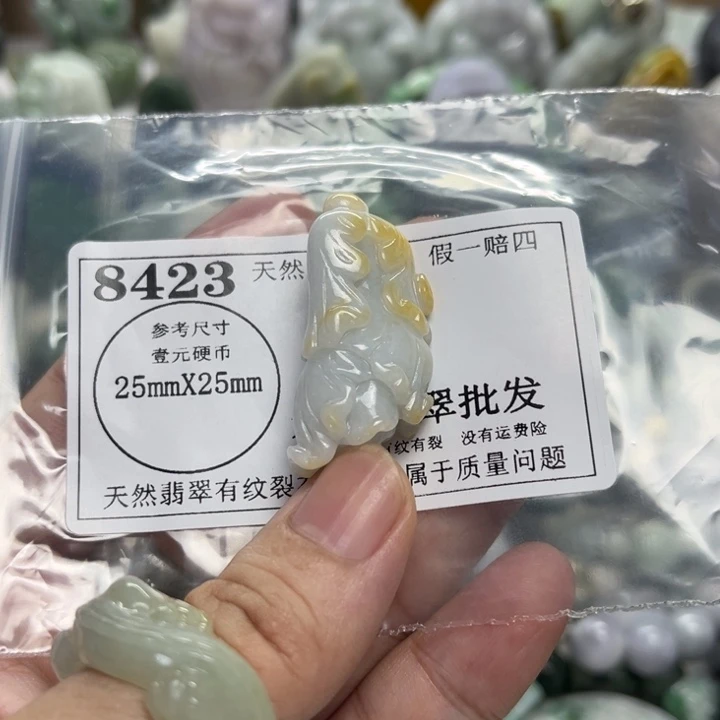 8423 天然 假一赔四
参考尺寸
壹元硬币
25mmX25mm
翠批发
有纹有裂 没有运费险
天然翡翠有纹裂 属于质量问题